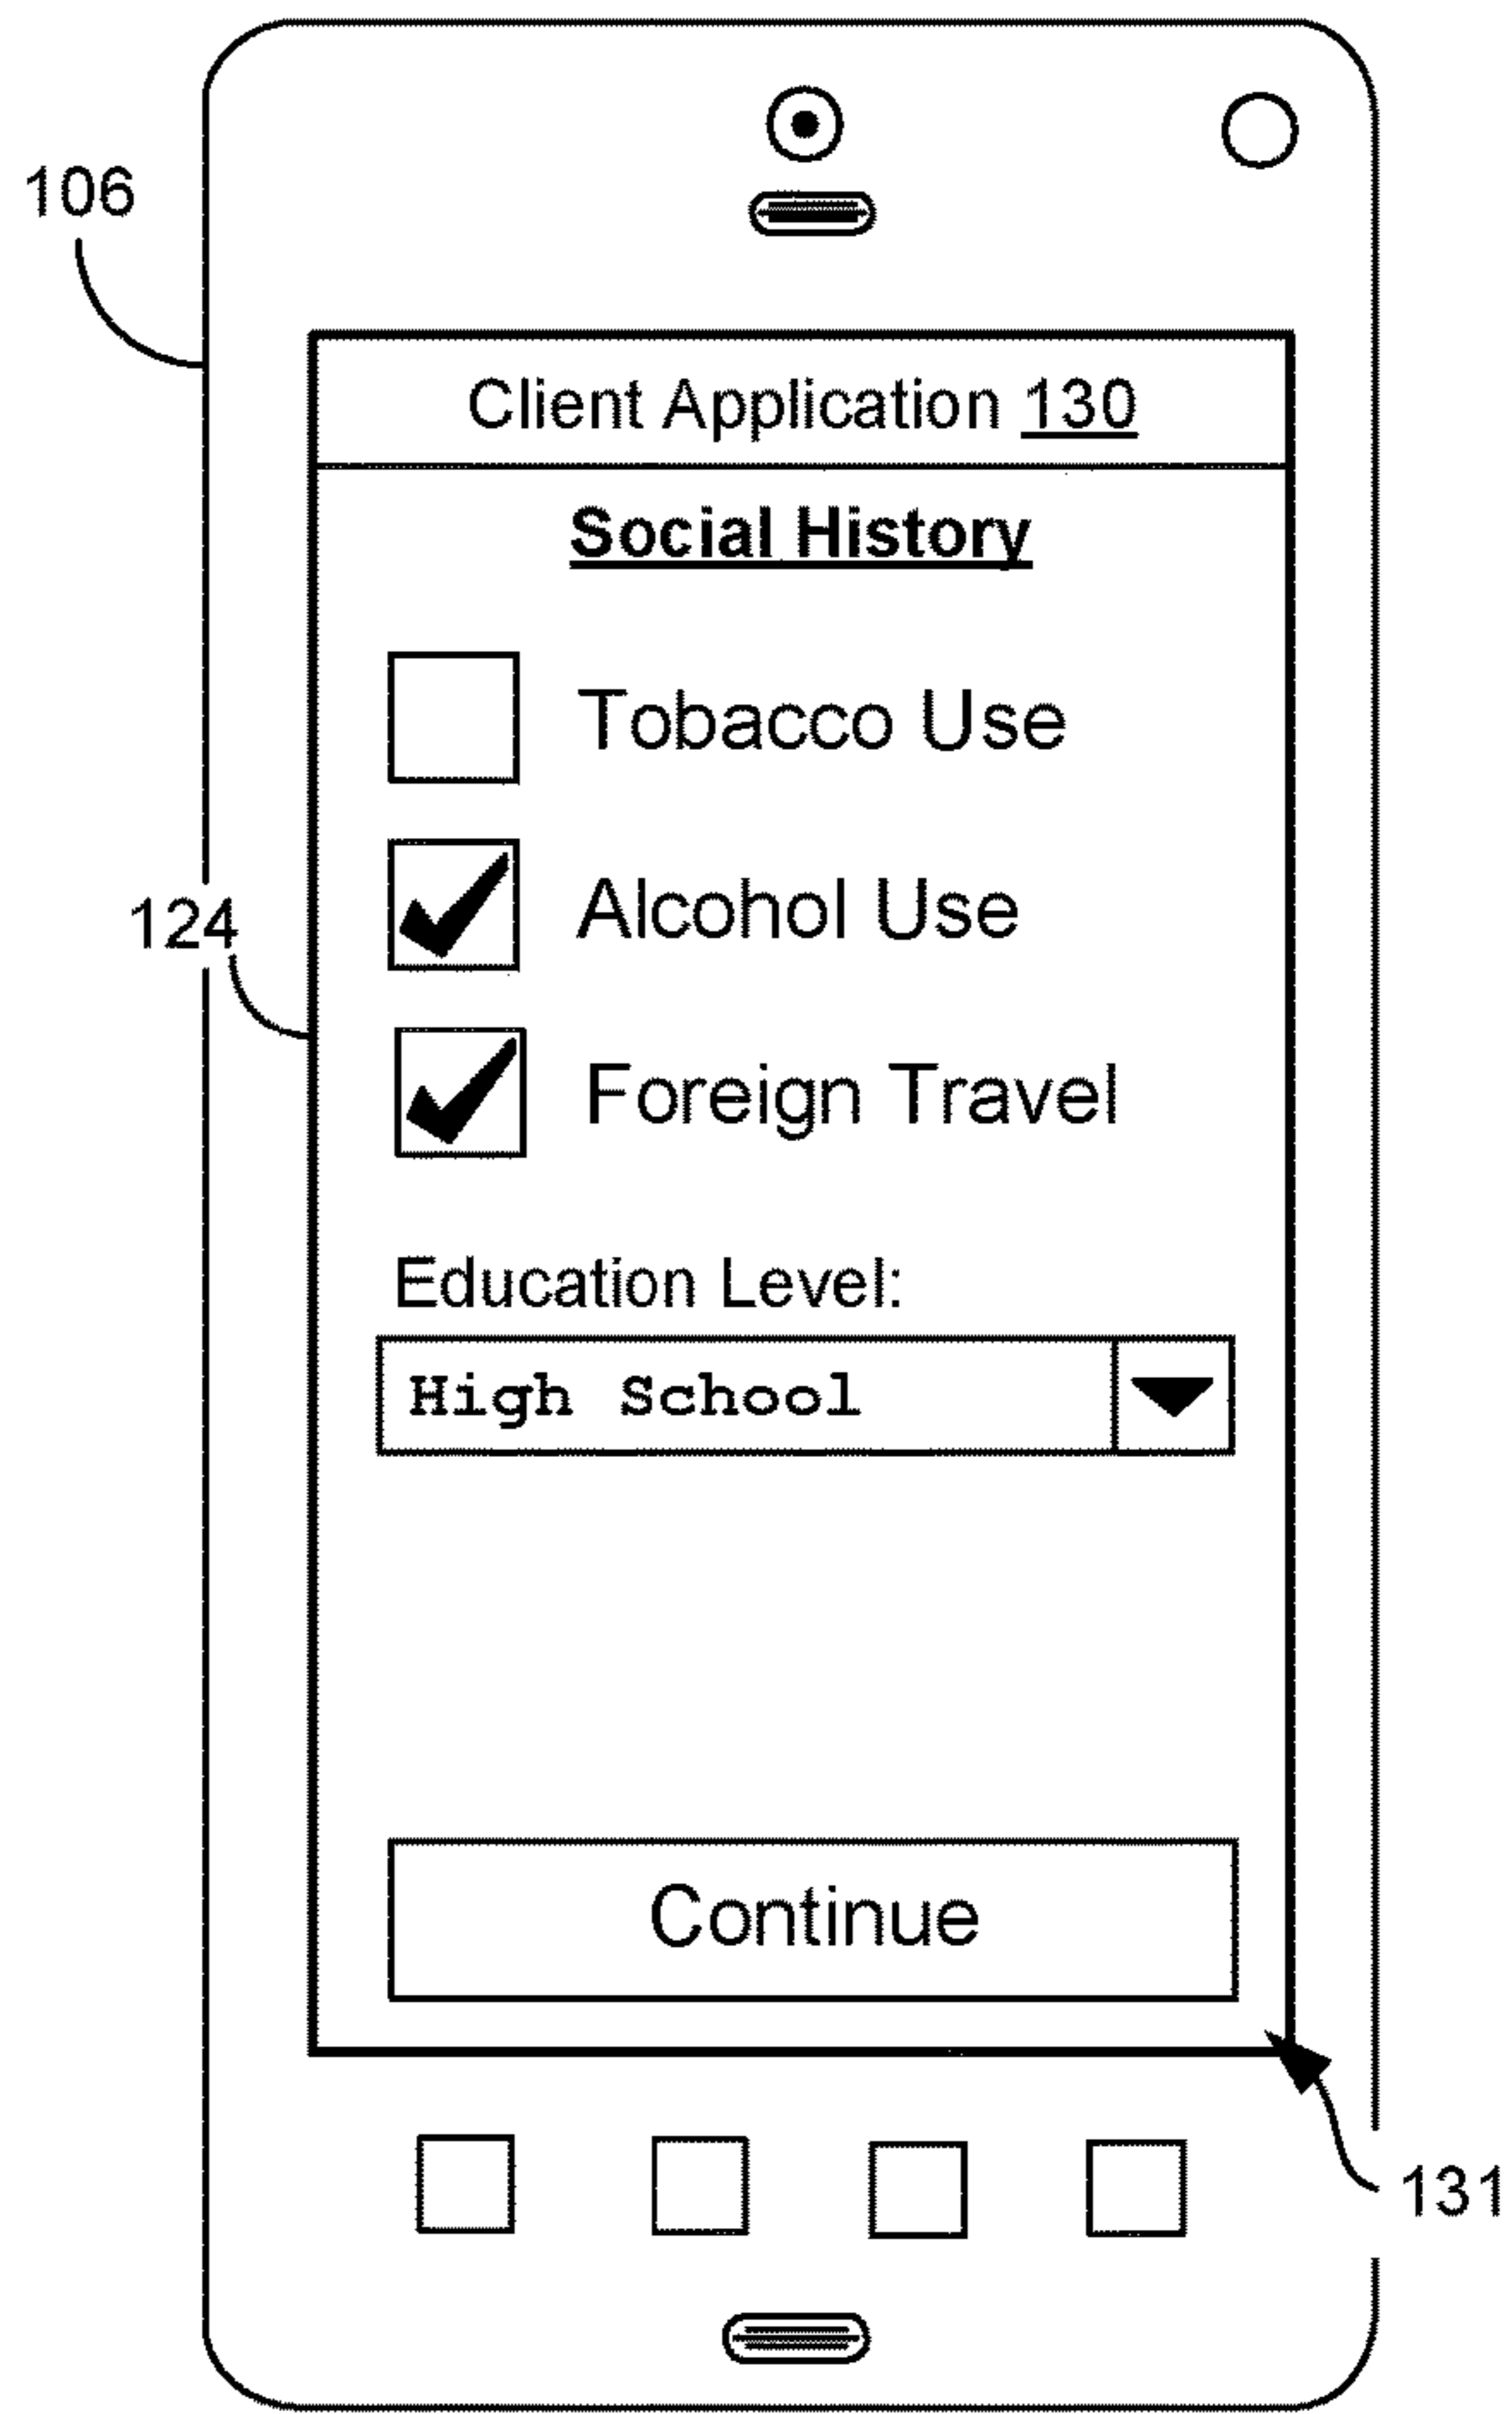 106
Client Application 130
Social History
Tobacco Use
124
Alcohol Use
Foreign Travel
Education Level:
High School
Continue
131